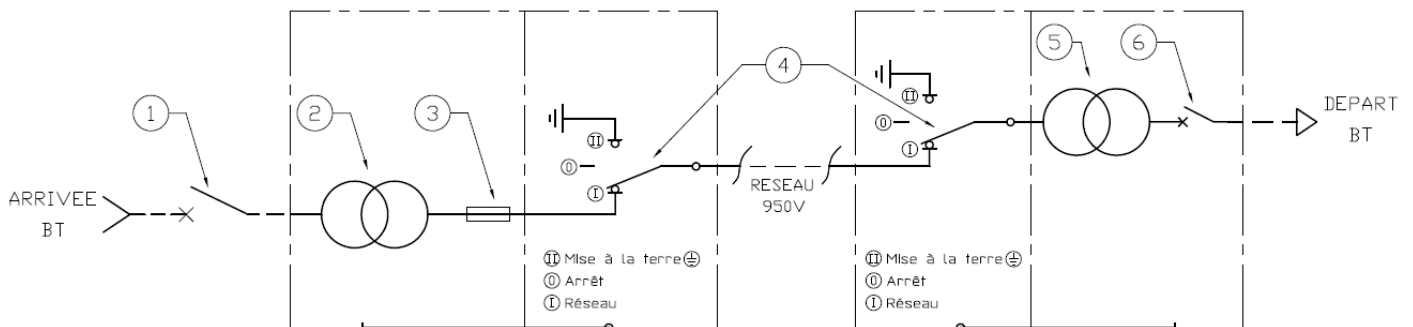 1
2
3
4
5
6
ARRIVEE
BT
II
0
I
RESEAU
950V
II
0
I
DEPART
BT
II Mise à la terre
0 Arrêt
I Réseau
II Mise à la terre
0 Arrêt
I Réseau